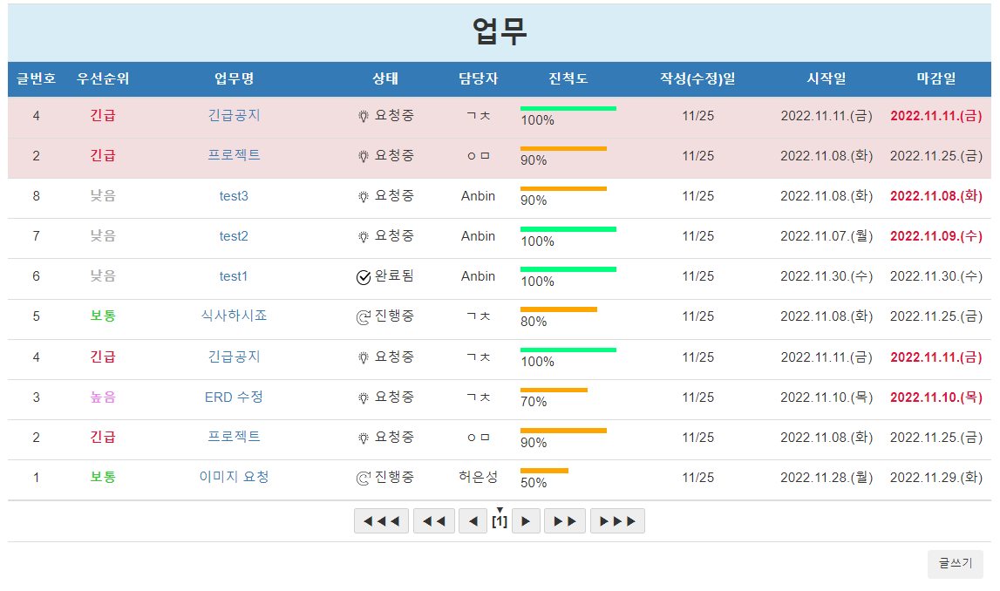 업무
글번호 우선순위 업무명 상태 담당자 진척도 작성(수정)일 시작일 마감일
4 긴급 긴급공지 요청중 ㄱㅊ 100% 11/25 2022.11.11.(금) 2022.11.11.(금)
2 긴급 프로젝트 요청중 ㅇㅁ 90% 11/25 2022.11.08.(화) 2022.11.25.(금)
8 낮음 test3 요청중 Anbin 90% 11/25 2022.11.08.(화) 2022.11.08.(화)
7 낮음 test2 요청중 Anbin 100% 11/25 2022.11.07.(월) 2022.11.09.(수)
6 낮음 test1 완료됨 Anbin 100% 11/25 2022.11.30.(수) 2022.11.30.(수)
5 보통 식사하시죠 진행중 ㄱㅊ 80% 11/25 2022.11.08.(화) 2022.11.25.(금)
4 긴급 긴급공지 요청중 ㄱㅊ 100% 11/25 2022.11.11.(금) 2022.11.11.(금)
3 높음 ERD 수정 요청중 ㄱㅊ 70% 11/25 2022.11.10.(목) 2022.11.10.(목)
2 긴급 프로젝트 요청중 ㅇㅁ 90% 11/25 2022.11.08.(화) 2022.11.25.(금)
1 보통 이미지 요청 진행중 허은성 50% 11/25 2022.11.28.(월) 2022.11.29.(화)
◀◀◀ ◀◀ ◀ ▼ [1] ▶ ▶▶ ▶▶▶
글쓰기